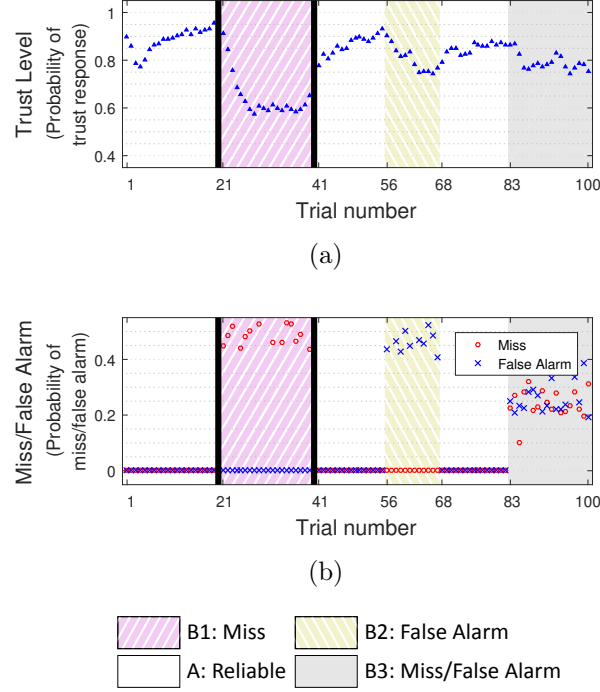 1
0.8
0.6
0.4
Trust Level
(Probability of
trust response)
1 21 41 56 68 83 100
Trial number
(a)
0.4
0.2
0
Miss/False Alarm
(Probability of
miss/false alarm)
Miss
False Alarm
1 21 41 56 68 83 100
Trial number
(b)
B1: Miss B2: False Alarm
A: Reliable B3: Miss/False Alarm